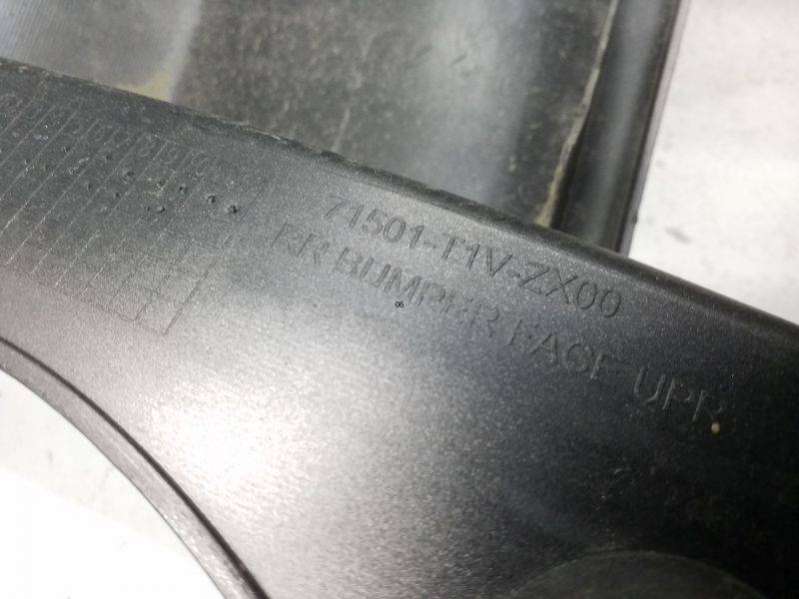 71501-T1V-ZX00
RR BUMPER FACE UPR